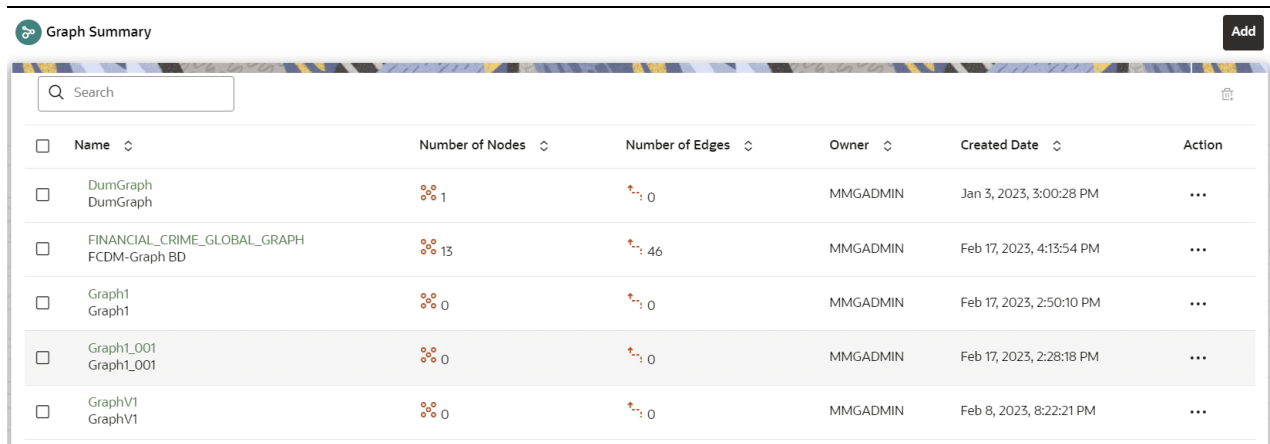 Graph Summary
Add
Search
Name Number of Nodes Number of Edges Owner Created Date Action
DumGraph
DumGraph
1 0 MMGADMIN Jan 3, 2023, 3:00:28 PM
FINANCIAL_CRIME_GLOBAL_GRAPH
FCDM-Graph BD
13 46 MMGADMIN Feb 17, 2023, 4:13:54 PM
Graph1
Graph1
0 0 MMGADMIN Feb 17, 2023, 2:50:10 PM
Graph1_001
Graph1_001
0 0 MMGADMIN Feb 17, 2023, 2:28:18 PM
GraphV1
GraphV1
0 0 MMGADMIN Feb 8, 2023, 8:22:21 PM